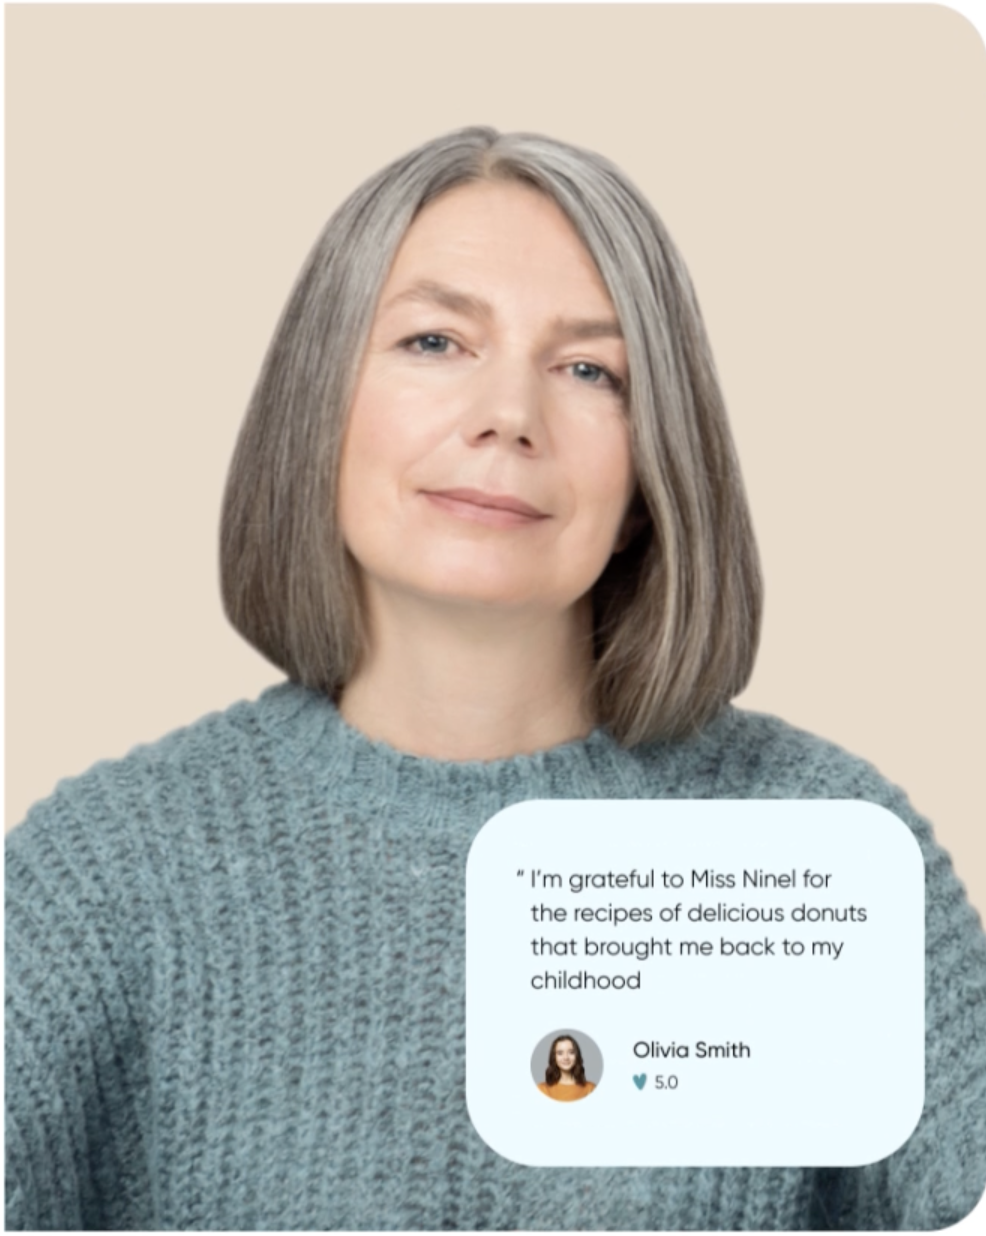 “ I’m grateful to Miss Ninel for
the recipes of delicious donuts
that brought me back to my
childhood
Olivia Smith
5.0